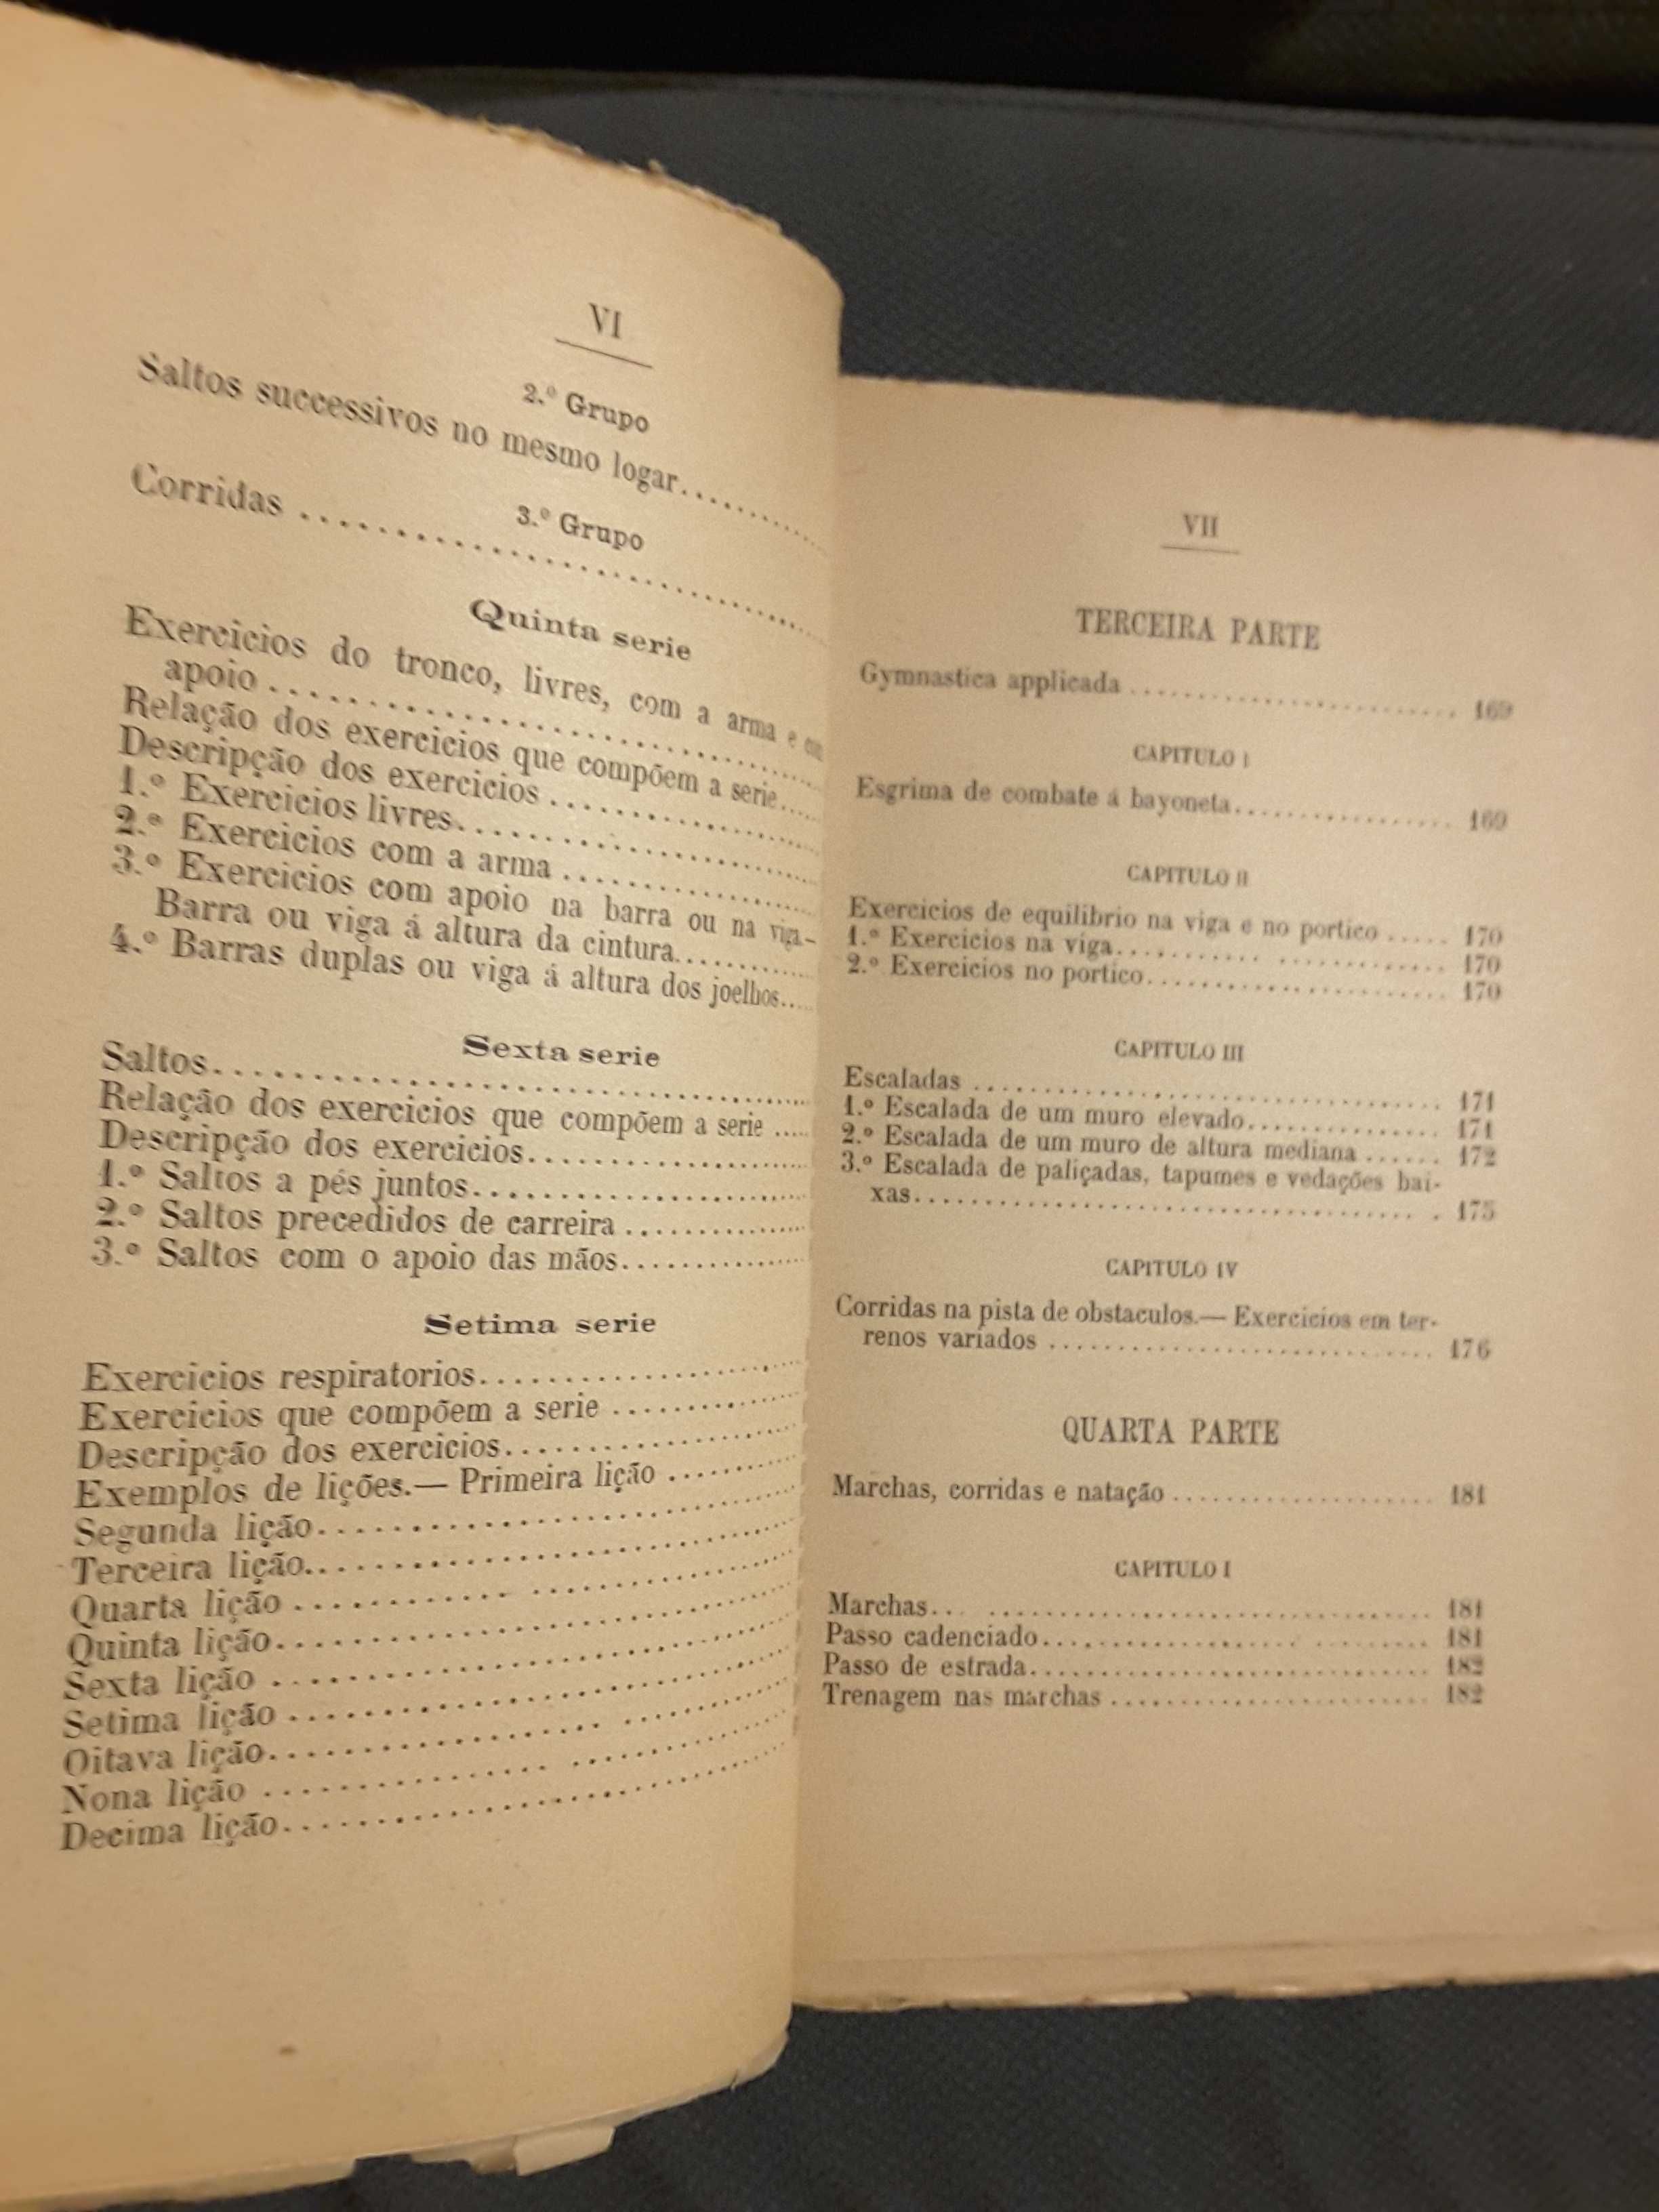 VI
2.º Grupo
Saltos successivos no mesmo logar..........
3.º Grupo
Corridas ..............................
Quinta serie
Exercicios do tronco, livres, com a arma e com
apoio ..............................
Relação dos exercicios que compõem a serie.....
Descripção dos exercicios ....................
1.º Exercicios livres........................
2.º Exercicios com a arma ..................
3.º Exercicios com apoio na barra ou na viga.—
Barra ou viga á altura da cintura............
4.º Barras duplas ou viga á altura dos joelhos....
Sexta serie
Saltos..............................
Relação dos exercicios que compõem a serie .....
Descripção dos exercicios....................
1.º Saltos a pés juntos......................
2.º Saltos precedidos de carreira ..............
3.º Saltos com o apoio das mãos..............
Setima serie
Exercicios respiratorios......................
Exercicios que compõem a serie ..............
Descripção dos exercicios....................
Exemplos de lições.— Primeira lição ..........
Segunda lição..............................
Terceira lição..............................
Quarta lição ..............................
Quinta lição..............................
Sexta lição ..............................
Setima lição ..............................
Oitava lição..............................
Nona lição ..............................
Decima lição..............................
VII
TERCEIRA PARTE
Gymnastica applicada ........................ 169
CAPITULO I
Esgrima de combate á bayoneta................ 169
CAPITULO II
Exercicios de equilibrio na viga e no portico ..... 170
1.º Exercicios na viga........................ 170
2.º Exercicios no portico...................... 170
CAPITULO III
Escaladas .................................. 171
1.º Escalada de um muro elevado.............. 171
2.º Escalada de um muro de altura mediana ...... 172
3.º Escalada de paliçadas, tapumes e vedações bai-
xas...................................... 175
CAPITULO IV
Corridas na pista de obstaculos.— Exercicios em ter-
renos variados ............................ 176
QUARTA PARTE
Marchas, corridas e natação .................... 181
CAPITULO I
Marchas... ................................ 181
Passo cadenciado............................ 181
Passo de estrada............................ 182
Trenagem nas marchas ........................ 182